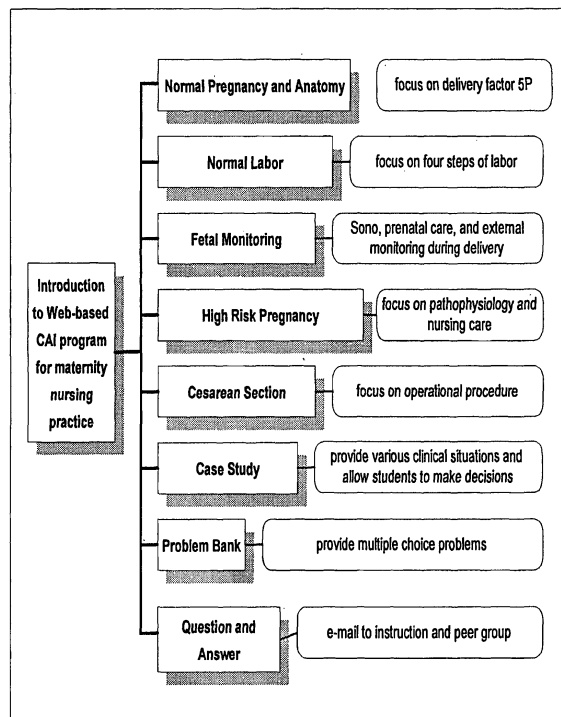 Introduction
to Web-based
CAI program
for maternity
nursing
practice
Normal Pregnancy and Anatomy
focus on delivery factor 5P
Normal Labor
focus on four steps of labor
Fetal Monitoring
Sono, prenatal care, and external
monitoring during delivery
High Risk Pregnancy
focus on pathophysiology and
nursing care
Cesarean Section
focus on operational procedure
Case Study
provide various clinical situations and
allow students to make decisions
Problem Bank
provide multiple choice problems
Question and
Answer
e-mail to instruction and peer group